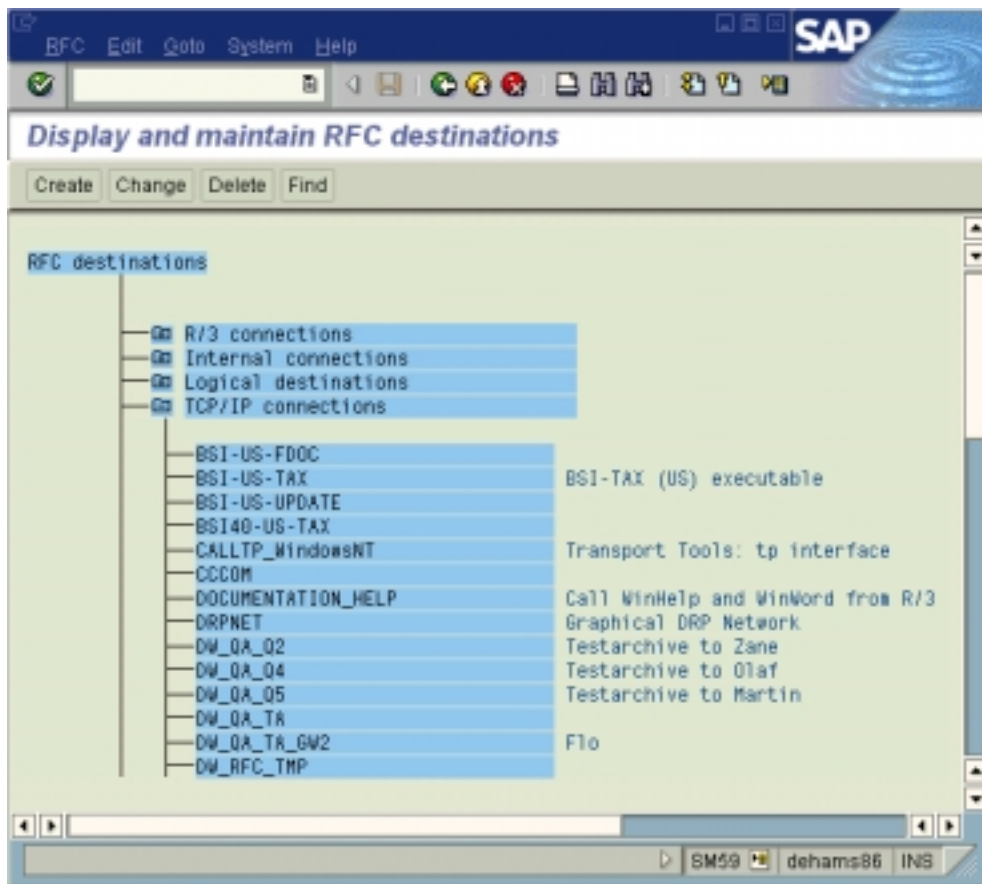 RFC Edit Goto System Help
SAP
Display and maintain RFC destinations
Create Change Delete Find
RFC destinations
R/3 connections
Internal connections
Logical destinations
TCP/IP connections
BSI-US-FDOC
BSI-US-TAX BSI-TAX (US) executable
BSI-US-UPDATE
BSI40-US-TAX
CALLTP_WindowsNT Transport Tools: tp interface
CCCOM
DOCUMENTATION_HELP Call WinHelp and WinWord from R/3
DRPNET Graphical DRP Network
DW_QA_Q2 Testarchive to Zane
DW_QA_Q4 Testarchive to Olaf
DW_QA_Q5 Testarchive to Martin
DW_QA_TA
DW_QA_TA_GW2 Flo
DW_RFC_TMP
SM59 dehams86 INS